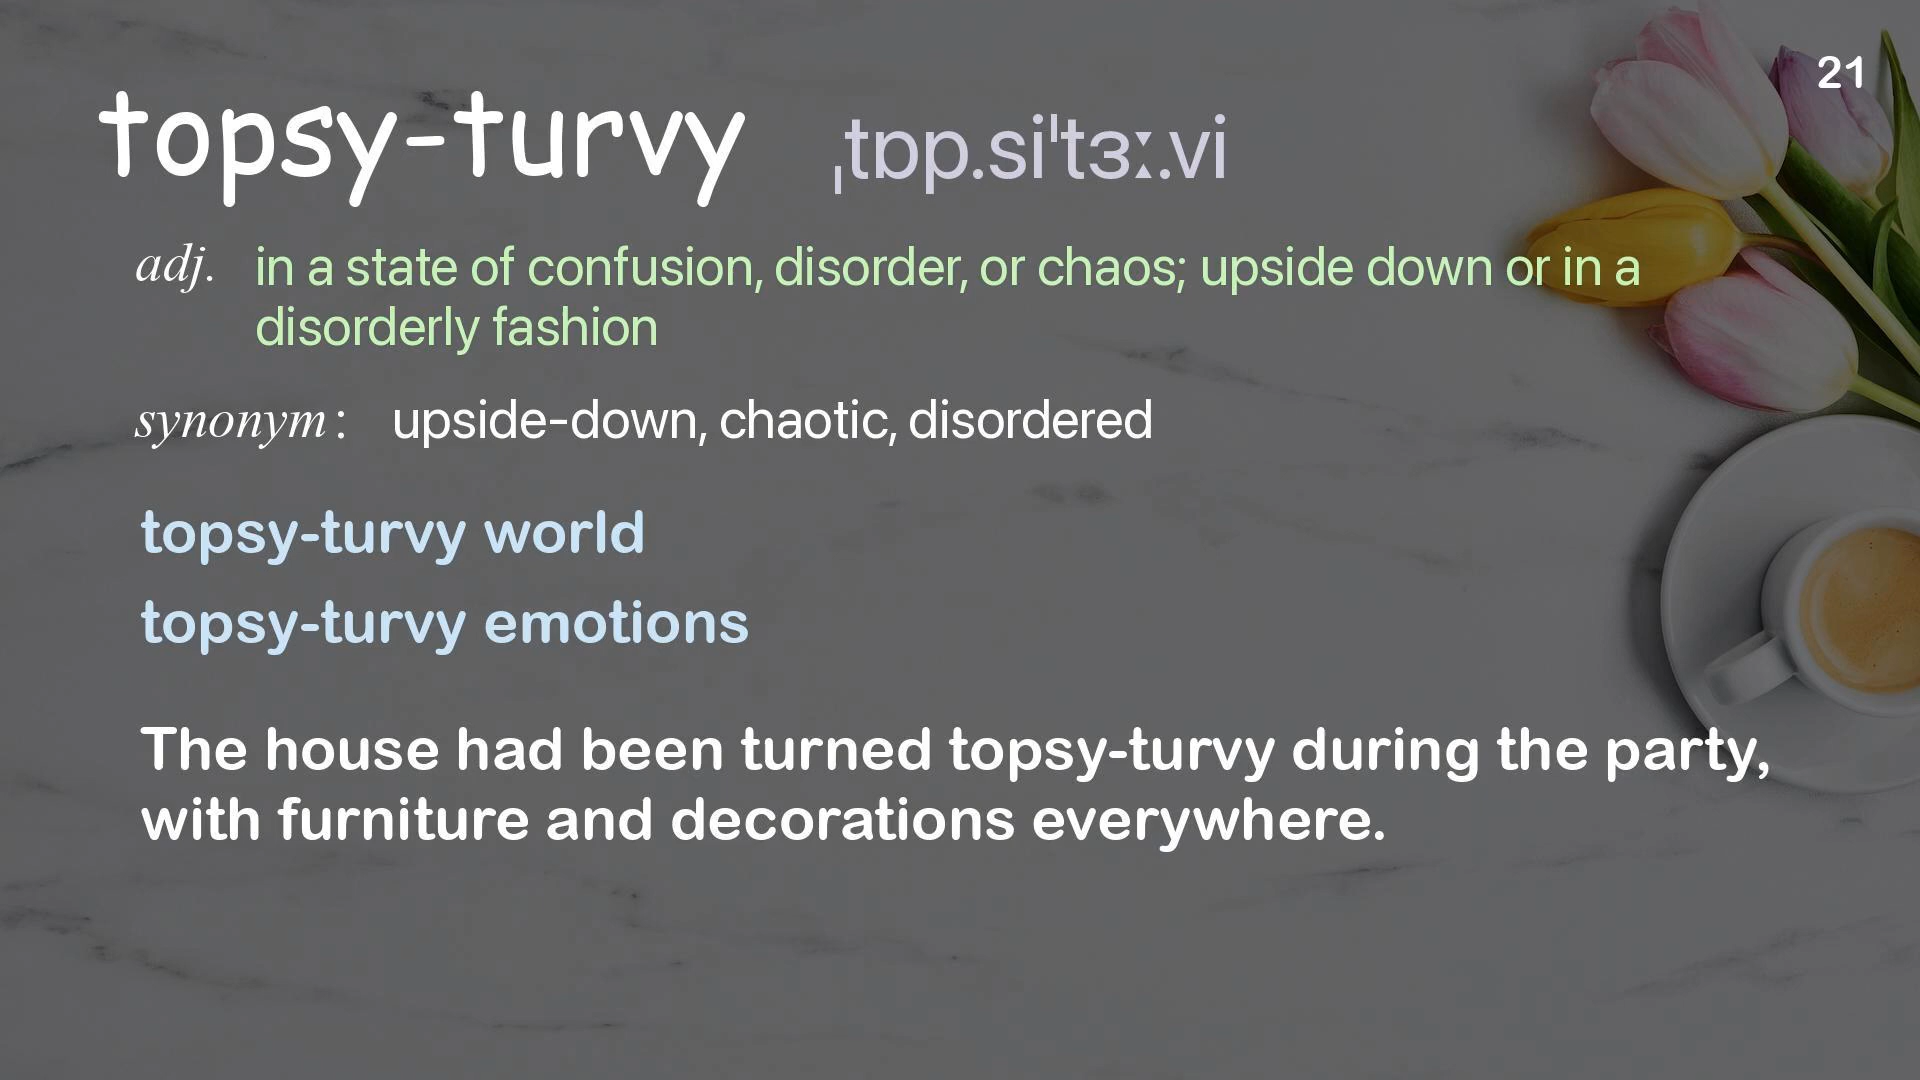 21
topsy-turvy ˌtɒp.siˈtɜː.vi
adj. in a state of confusion, disorder, or chaos; upside down or in a
disorderly fashion
synonym: upside-down, chaotic, disordered
topsy-turvy world
topsy-turvy emotions
The house had been turned topsy-turvy during the party,
with furniture and decorations everywhere.